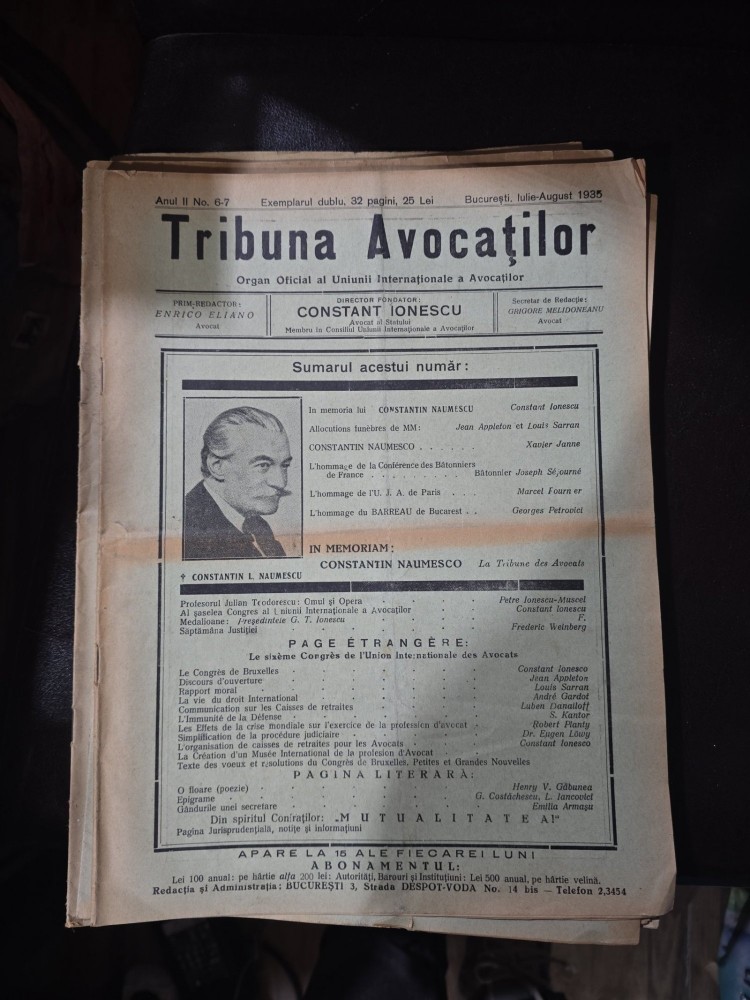 Anul II No. 6-7 Exemplarul dublu, 32 pagini, 25 Lei București, Iulie-August 1935
Tribuna Avocaților
Organ Oficial al Uniunii Internaționale a Avocaților
PRIM-REDACTOR:
ENRICO ELIANO
Avocat
DIRECTOR FONDATOR:
CONSTANT IONESCU
Avocat al Statului
Membru în Consiliul Uniunii Internaționale a Avocaților
Secretar de Redacție:
GRIGORE MELIDONEANU
Avocat
Sumarul acestui număr:
In memoria lui CONSTANTIN NAUMESCU Constant Ionescu
Allocutions funèbres de MM: Jean Appleton et Louis Sarran
CONSTANTIN NAUMESCO . . . . . . Xavier Janne
L'hommage de la Conférence des Bâtonniers
de France . . . . . . . . . Bâtonnier Joseph Séjourné
L'hommage de l'U. J. A. de Paris . . . . Marcel Fournier
L'hommage du BARREAU de Bucarest . . Georges Petrovici
IN MEMORIAM:
CONSTANTIN NAUMESCO La Tribune des Avocats
† CONSTANTIN L. NAUMESCU
Profesorul Julian Teodorescu: Omul și Opera . . . . Petre Ionescu-Muscel
Al șaselea Congres al Uniunii Internaționale a Avocaților . . . Constant Ionescu
Medalioane: Președintele G. T. Ionescu . . . . . F.
Săptămâna Justiției . . . . . . . Frederic Weinberg
PAGE ÉTRANGÈRE:
Le sixème Congrès de l'Union Internationale des Avocats
Le Congrès de Bruxelles . . . . . . . Constant Ionesco
Discours d'ouverture . . . . . . . Jean Appleton
Rapport moral . . . . . . . Louis Sarran
La vie du droit International . . . . . . André Gardot
Communication sur les Caisses de retraites . . . . Luben Danailoff
L'Immunité de la Défense . . . . . . . S. Kantor
Les Effets de la crise mondiale sur l'exercice de la profession d'avocat . Robert Planty
Simplification de la procédure judiciaire . . . . . Dr. Eugen Löwy
L'organisation de caisses de retraites pour les Avocats . . . Constant Ionesco
La Création d'un Musée International de la profesion d'Avocat . .
Texte des voeux et résolutions du Congrès de Bruxelles, Petites et Grandes Nouvelles
PAGINA LITERARĂ:
O floare (poezie) . . . . . . . Henry V. Găbunea
Epigrame . . . . . . . G. Costăchescu, L. Iancovici
Gândurile unei secretare . . . . . . Emilia Armașu
Din spiritul Confraților: „MUTUALITATEA!"
Pagina Jurisprudențială, notițe și informațiuni
APARE LA 15 ALE FIECAREI LUNI
ABONAMENTUL:
Lei 100 anual: pe hârtie alfa 200 lei: Autorități, Barouri și Instituțiuni: Lei 500 anual, pe hârtie velină.
Redacția și Administrația: BUCUREȘTI 3, Strada DESPOT-VODA No. 14 bis — Telefon 2,3454